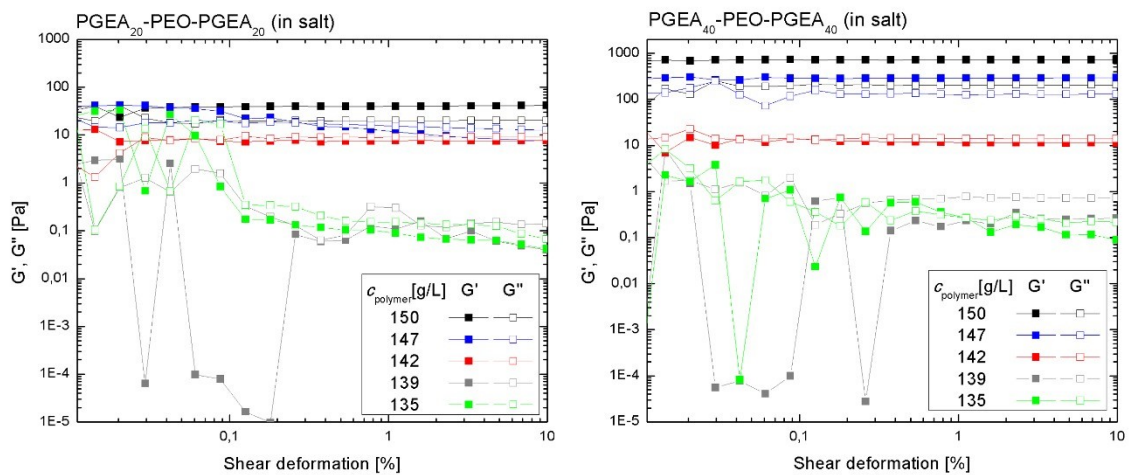 PGEA20-PEO-PGEA20 (in salt)
1000
100
10
1
0,1
0,01
1E-3
1E-4
1E-5
G', G" [Pa]
cpolymer[g/L] G' G"
150
147
142
139
135
0,1 1 10
Shear deformation [%]
PGEA40-PEO-PGEA40 (in salt)
1000
100
10
1
0,1
0,01
1E-3
1E-4
1E-5
G', G" [Pa]
cpolymer[g/L] G' G"
150
147
142
139
135
0,1 1 10
Shear deformation [%]